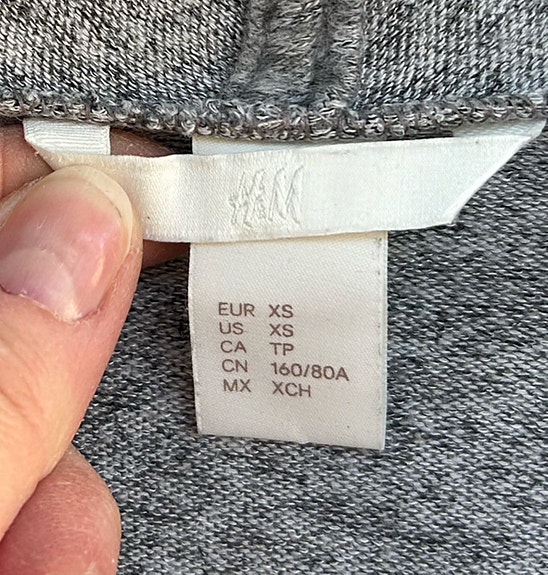 H&M
EUR XS
US XS
CA TP
CN 160/80A
MX XCH